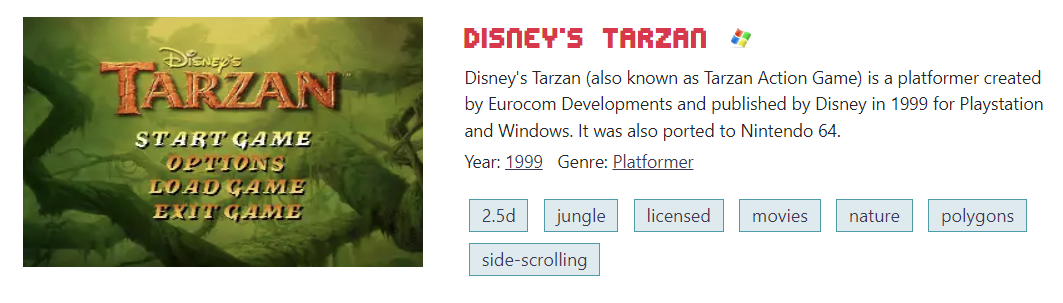 Disney's
TARZAN™
START GAME
OPTIONS
LOAD GAME
EXIT GAME
DISNEY'S TARZAN
Disney's Tarzan (also known as Tarzan Action Game) is a platformer created
by Eurocom Developments and published by Disney in 1999 for Playstation
and Windows. It was also ported to Nintendo 64.
Year: 1999 Genre: Platformer
2.5d jungle licensed movies nature polygons
side-scrolling